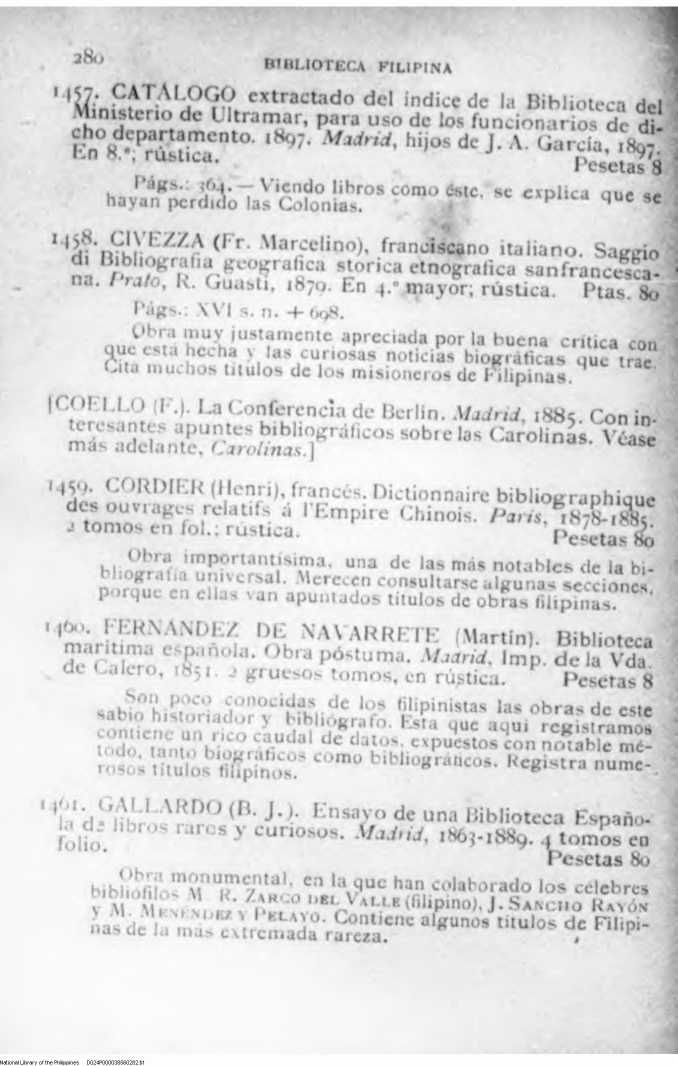 280
BIBLIOTECA FILIPINA
1457. CATÁLOGO extractado del índice de la Biblioteca del
Ministerio de Ultramar, para uso de los funcionarios de di-
cho departamento. 1897. Madrid, hijos de J. A. García, 1897.
En 8.º; rústica. Pesetas 8
Págs.: 364. — Viendo libros como éste, se explica que se
hayan perdido las Colonias.
1458. CIVEZZA (Fr. Marcelino), franciscano italiano. Saggio
di Bibliografia geografica storica etnografica sanfrancesca-
na. Prato, R. Guasti, 1879. En 4.º mayor; rústica. Ptas. 80
Págs.: XVI s. n. + 698.
Obra muy justamente apreciada por la buena crítica con
que está hecha y las curiosas noticias biográficas que trae.
Cita muchos títulos de los misioneros de Filipinas.
[COELLO (F.). La Conferencia de Berlín. Madrid, 1885. Con in-
teresantes apuntes bibliográficos sobre las Carolinas. Véase
más adelante, Carolinas.]
1459. CORDIER (Henri), francés. Dictionnaire bibliographique
des ouvrages relatifs á l'Empire Chinois. París, 1878-1885.
2 tomos en fol.; rústica. Pesetas 80
Obra importantísima, una de las más notables de la bi-
bliografía universal. Merecen consultarse algunas secciones,
porque en ellas van apuntados títulos de obras filipinas.
1460. FERNÁNDEZ DE NAVARRETE (Martín). Biblioteca
marítima española. Obra póstuma. Madrid, Imp. de la Vda.
de Calero, 1851. 2 gruesos tomos, en rústica. Pesetas 8
Son poco conocidas de los filipinistas las obras de este
sabio historiador y bibliógrafo. Esta que aquí registramos
contiene un rico caudal de datos, expuestos con notable mé-
todo, tanto biográficos como bibliográficos. Registra nume-
rosos títulos filipinos.
1461. GALLARDO (B. J.). Ensayo de una Biblioteca Españo-
la de libros raros y curiosos. Madrid, 1863-1889. 4 tomos en
folio. Pesetas 80
Obra monumental, en la que han colaborado los célebres
bibliófilos M. R. ZARCO DEL VALLE (filipino), J. SANCHO RAYÓN
y M. MENÉNDEZ Y PELAYO. Contiene algunos títulos de Filipi-
nas de la más extremada rareza.
National Library of the Philippines D024P00003858028​2.txt